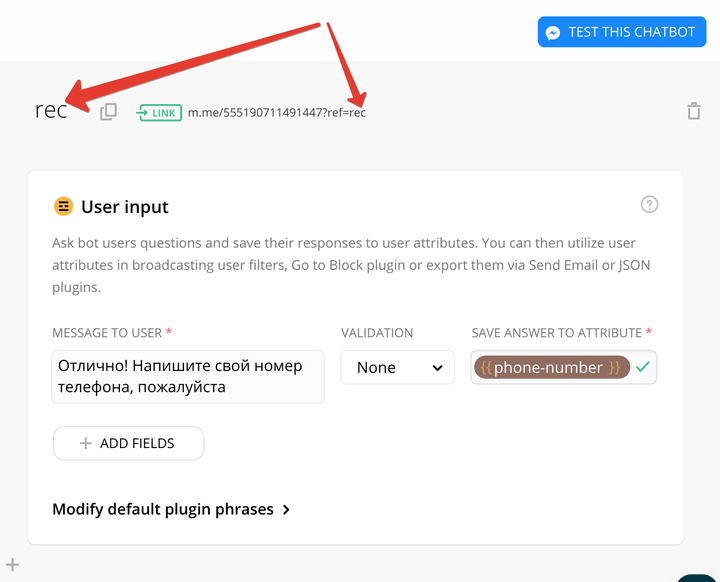 TEST THIS CHATBOT
rec
LINK m.me/555190711491447?ref=rec
User input
?
Ask bot users questions and save their responses to user attributes. You can then utilize user
attributes in broadcasting user filters, Go to Block plugin or export them via Send Email or JSON
plugins.
MESSAGE TO USER * VALIDATION SAVE ANSWER TO ATTRIBUTE *
Отлично! Напишите свой номер
телефона, пожалуйста
None
{{phone-number}}
+ ADD FIELDS
Modify default plugin phrases >
+